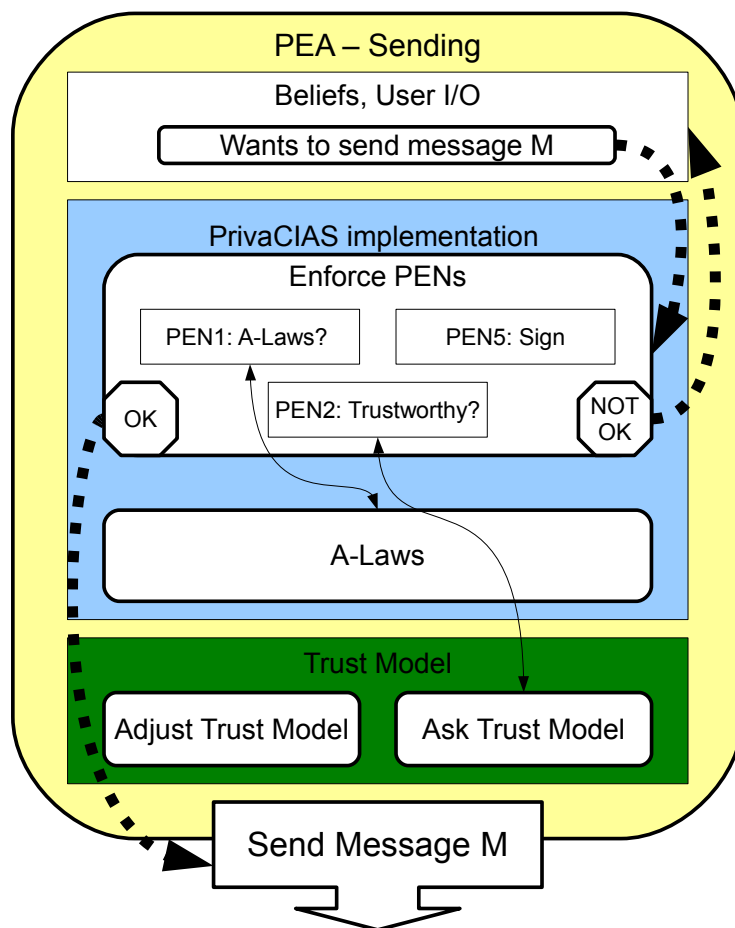 PEA – Sending
Beliefs, User I/O
Wants to send message M
PrivaCIAS implementation
Enforce PENs
PEN1: A-Laws?
PEN5: Sign
PEN2: Trustworthy?
OK
NOT
OK
A-Laws
Trust Model
Adjust Trust Model
Ask Trust Model
Send Message M